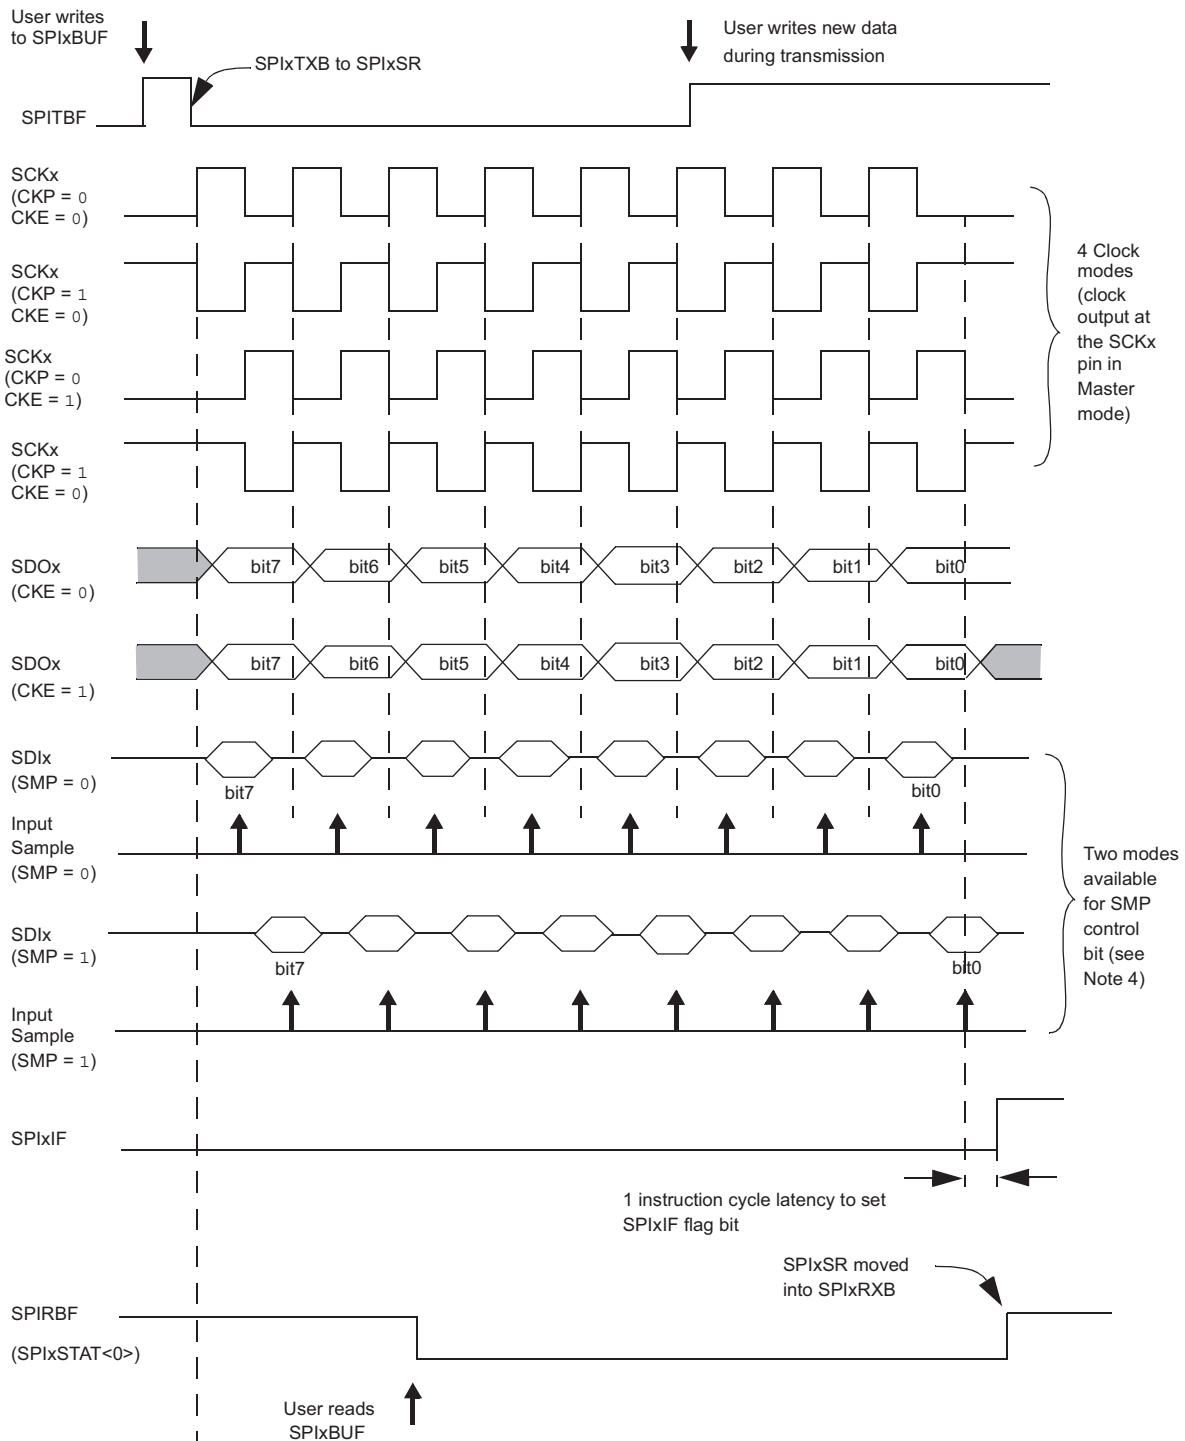 User writes
to SPIxBUF
User writes new data
during transmission
SPIxTXB to SPIxSR
SPITBF
SCKx
(CKP = 0
CKE = 0)
SCKx
(CKP = 1
CKE = 0)
SCKx
(CKP = 0
CKE = 1)
SCKx
(CKP = 1
CKE = 0)
4 Clock
modes
(clock
output at
the SCKx
pin in
Master
mode)
SDOx
(CKE = 0)
bit7 bit6 bit5 bit4 bit3 bit2 bit1 bit0
SDOx
(CKE = 1)
bit7 bit6 bit5 bit4 bit3 bit2 bit1 bit0
SDIx
(SMP = 0)
bit7 bit0
Input
Sample
(SMP = 0)
SDIx
(SMP = 1)
bit7 bit0
Input
Sample
(SMP = 1)
Two modes
available
for SMP
control
bit (see
Note 4)
SPIxIF
1 instruction cycle latency to set
SPIxIF flag bit
SPIxSR moved
into SPIxRXB
SPIRBF
(SPIxSTAT<0>)
User reads
SPIxBUF